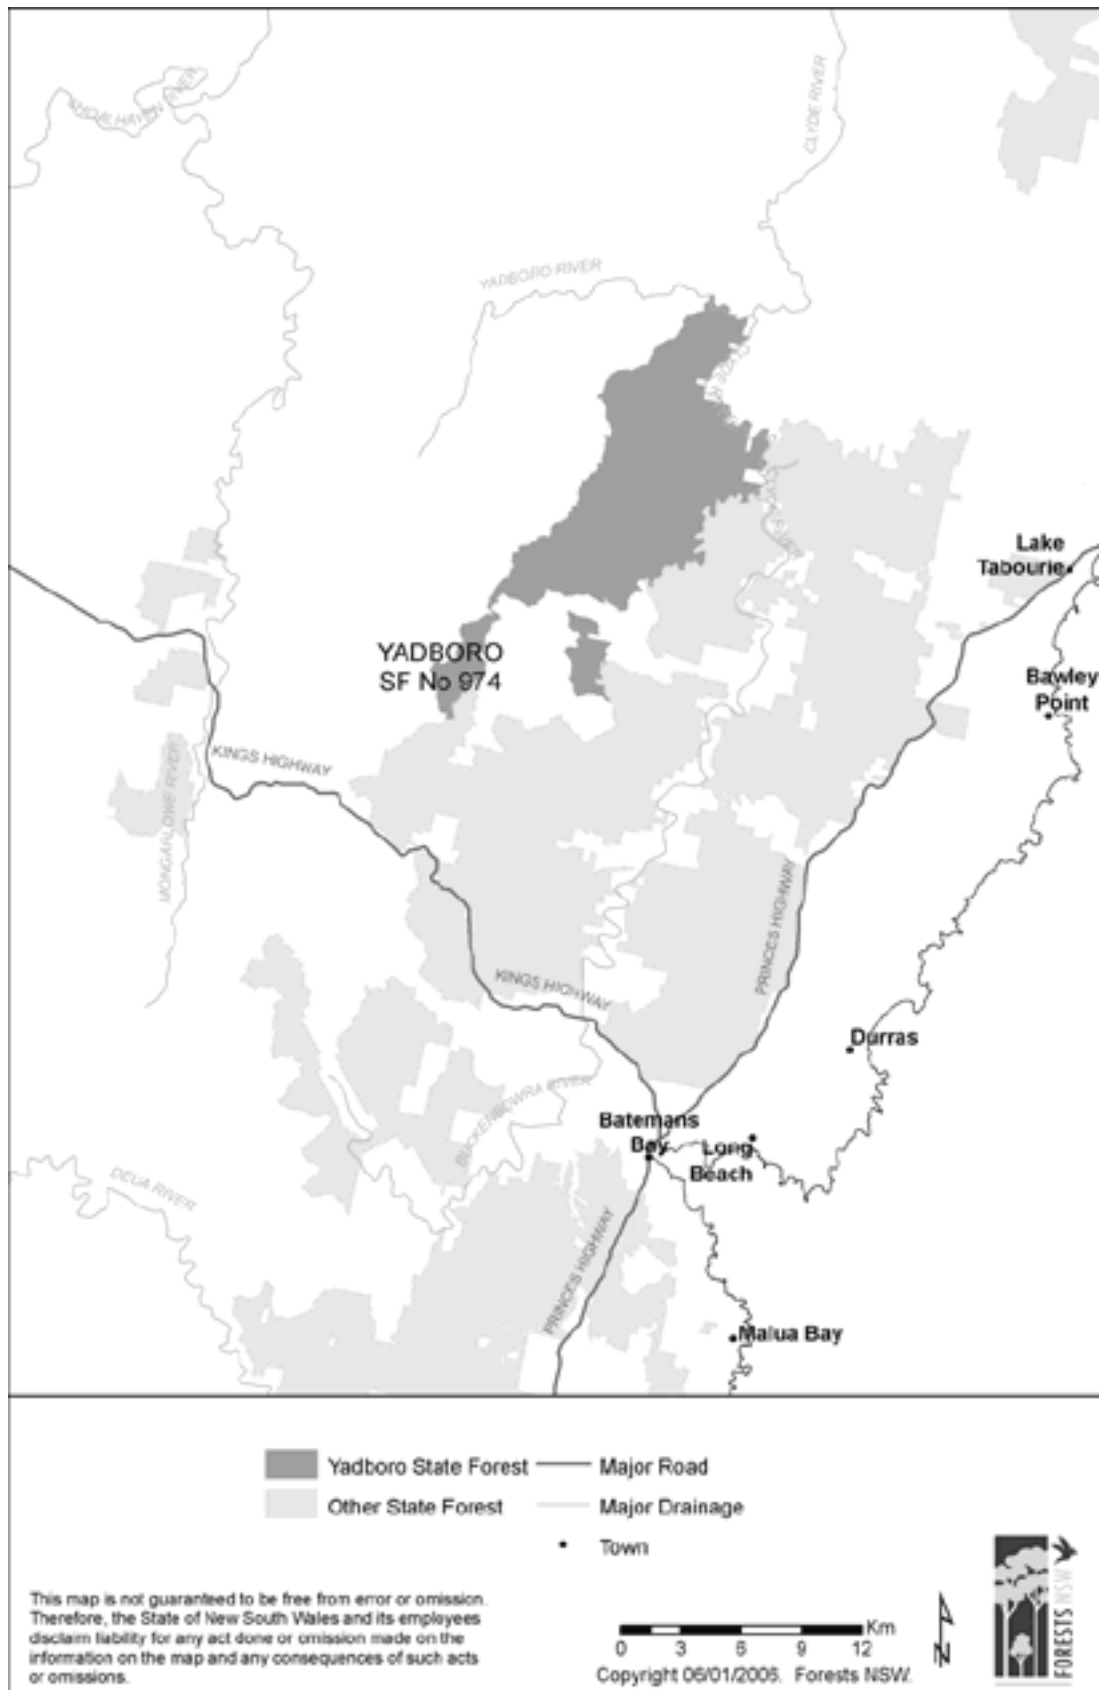 SHOALHAVEN RIVER
CLYDE RIVER
YADBORO RIVER
CLYDE RIVER
Lake
Tabourie
YADBORO
SF No 974
Bawley
Point
KINGS HIGHWAY
MONGARLOWE RIVER
PRINCES HIGHWAY
KINGS HIGHWAY
Durras
BUCKENBOWRA RIVER
Batemans
Bay
Long
Beach
DEUA RIVER
PRINCES HIGHWAY
Malua Bay
Yadboro State Forest
Major Road
Other State Forest
Major Drainage
Town
This map is not guaranteed to be free from error or omission.
Therefore, the State of New South Wales and its employees
disclaim liability for any act done or omission made on the
information on the map and any consequences of such acts
or omissions.
0 3 6 9 12 Km
Copyright 06/01/2006. Forests NSW.
N
FORESTS NSW